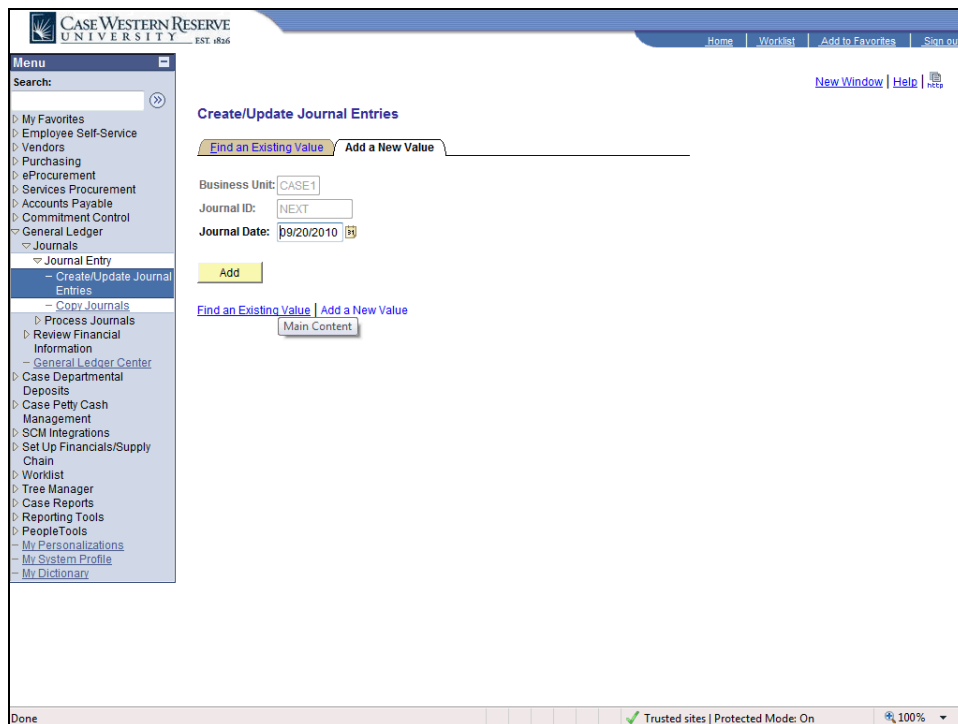 CASE WESTERN RESERVE
UNIVERSITY EST. 1826
Home Worklist Add to Favorites Sign ou
Menu
Search:
New Window | Help | http
My Favorites
Employee Self-Service
Vendors
Purchasing
eProcurement
Services Procurement
Accounts Payable
Commitment Control
General Ledger
Journals
Journal Entry
– Create/Update Journal
Entries
– Copy Journals
Process Journals
Review Financial
Information
– General Ledger Center
Case Departmental
Deposits
Case Petty Cash
Management
SCM Integrations
Set Up Financials/Supply
Chain
Worklist
Tree Manager
Case Reports
Reporting Tools
PeopleTools
– My Personalizations
– My System Profile
– My Dictionary
Create/Update Journal Entries
Find an Existing Value Add a New Value
Business Unit: CASE1
Journal ID: NEXT
Journal Date: 09/20/2010 31
Add
Find an Existing Value | Add a New Value
Main Content
Done Trusted sites | Protected Mode: On 100%